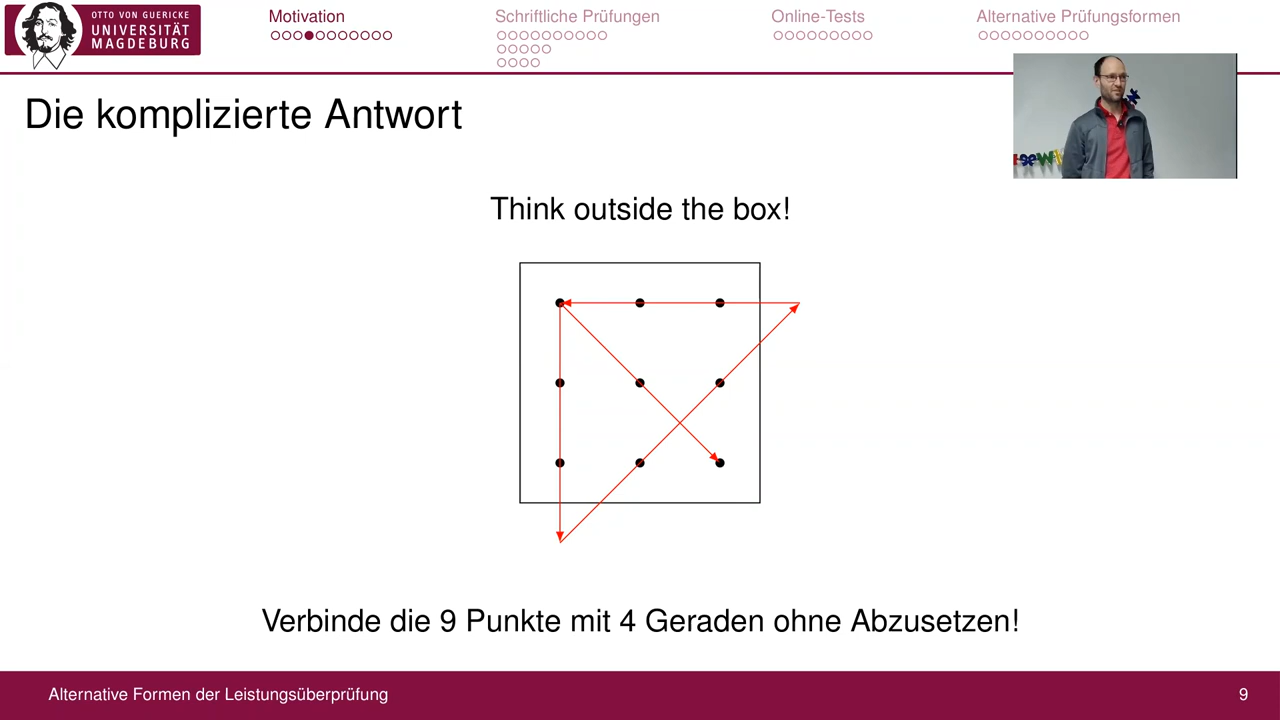 OTTO VON GUERICKE
UNIVERSITÄT
MAGDEBURG
Motivation
Schriftliche Prüfungen
Online-Tests
Alternative Prüfungsformen
Die komplizierte Antwort
Think outside the box!
Verbinde die 9 Punkte mit 4 Geraden ohne Abzusetzen!
Alternative Formen der Leistungsüberprüfung
9